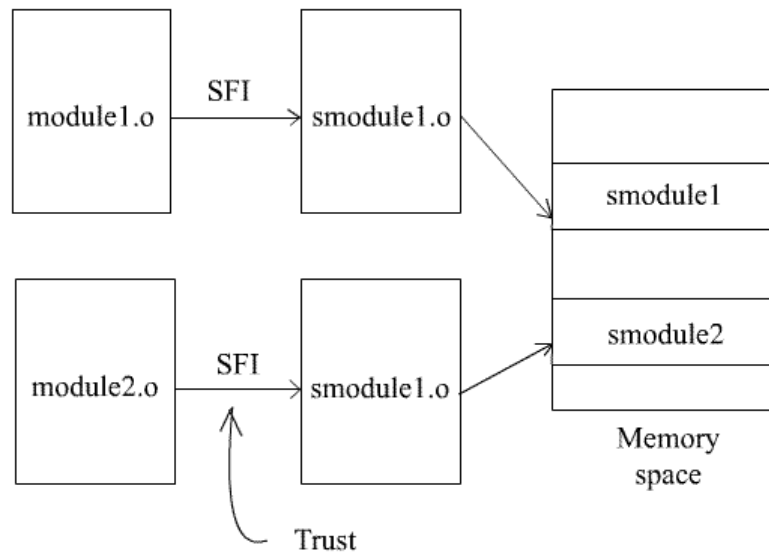 SFI
module1.o
smodule1.o
smodule1
SFI
module2.o
smodule1.o
smodule2
Memory
space
Trust